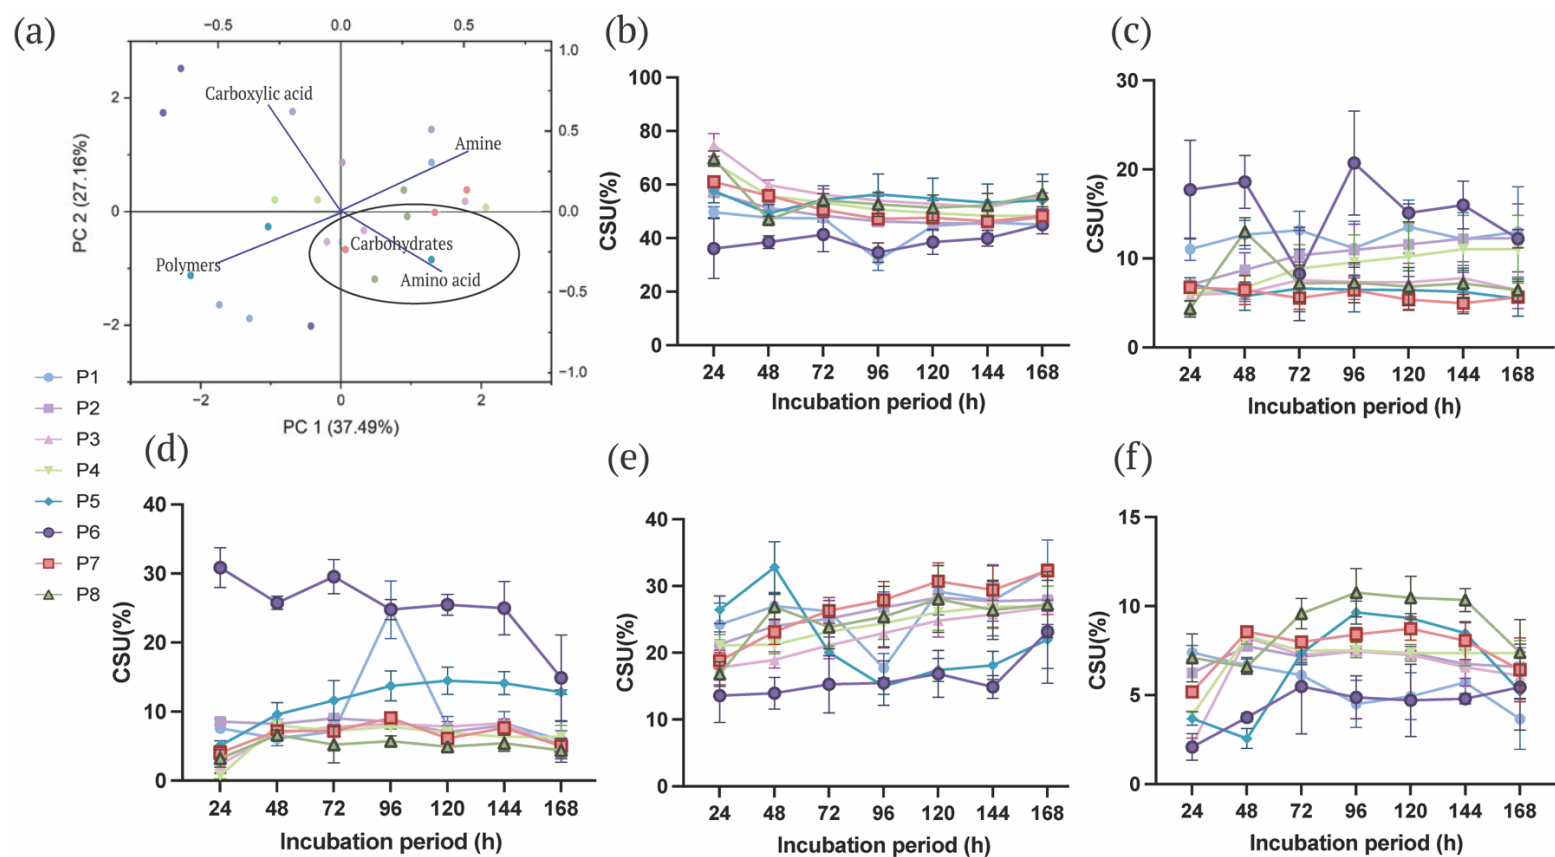 (a)
−0.5 0.0 0.5
1.0
0.5
0.0
−0.5
−1.0
2
0
−2
PC 2 (27.16%)
Carboxylic acid
Amine
Carbohydrates
Polymers
Amino acid
−2 0 2
PC 1 (37.49%)
P1
P2
P3
P4
P5
P6
P7
P8
(b)
100
80
60
40
20
0
CSU(%)
24 48 72 96 120 144 168
Incubation period (h)
(c)
30
20
10
0
CSU(%)
24 48 72 96 120 144 168
Incubation period (h)
(d)
40
30
20
10
0
CSU(%)
24 48 72 96 120 144 168
Incubation period (h)
(e)
40
30
20
10
0
CSU(%)
24 48 72 96 120 144 168
Incubation period (h)
(f)
15
10
5
0
CSU(%)
24 48 72 96 120 144 168
Incubation period (h)